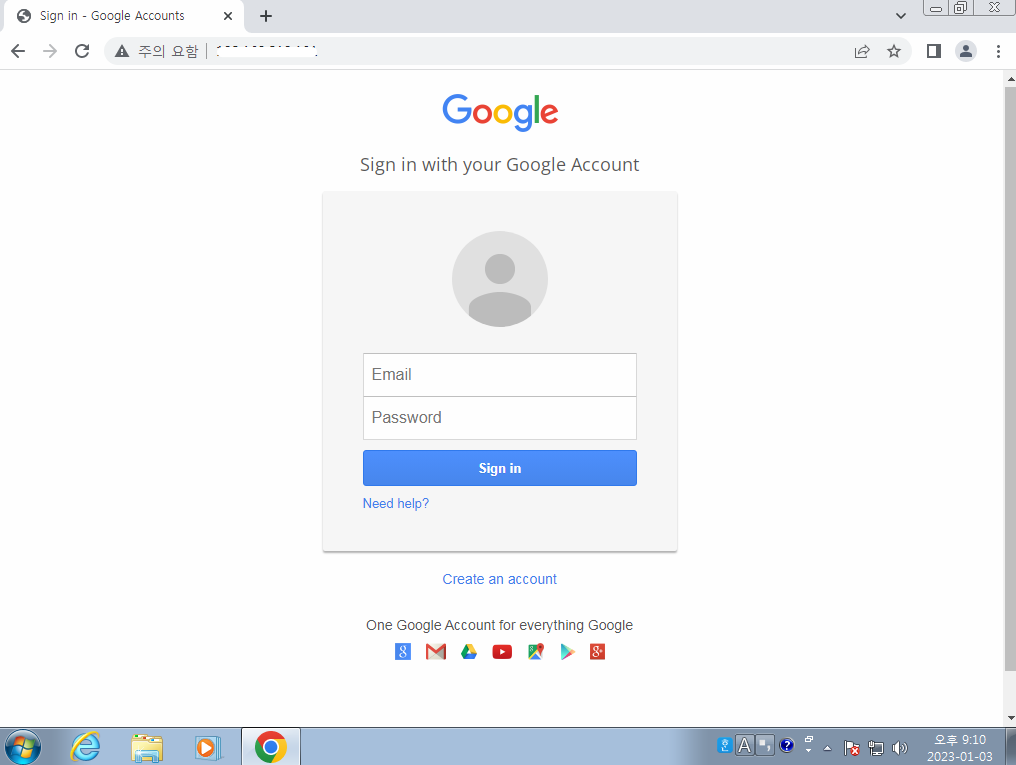 Sign in - Google Accounts
주의 요함
Google
Sign in with your Google Account
Email
Password
Sign in
Need help?
Create an account
One Google Account for everything Google
오후 9:10
2023-01-03